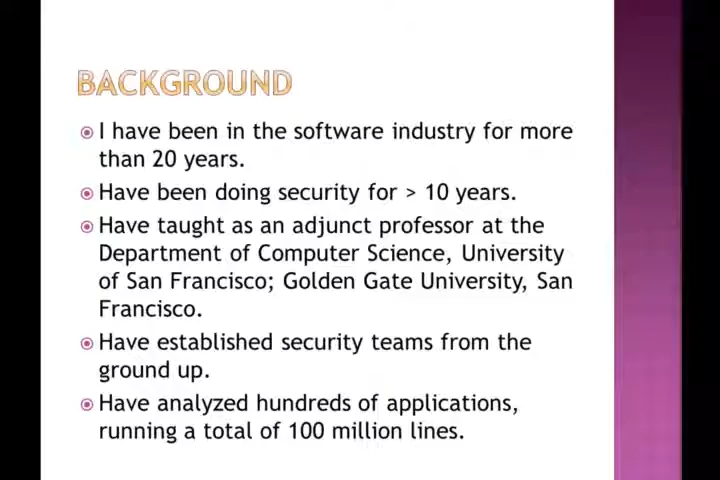 BACKGROUND
I have been in the software industry for more
than 20 years.
Have been doing security for > 10 years.
Have taught as an adjunct professor at the
Department of Computer Science, University
of San Francisco; Golden Gate University, San
Francisco.
Have established security teams from the
ground up.
Have analyzed hundreds of applications,
running a total of 100 million lines.